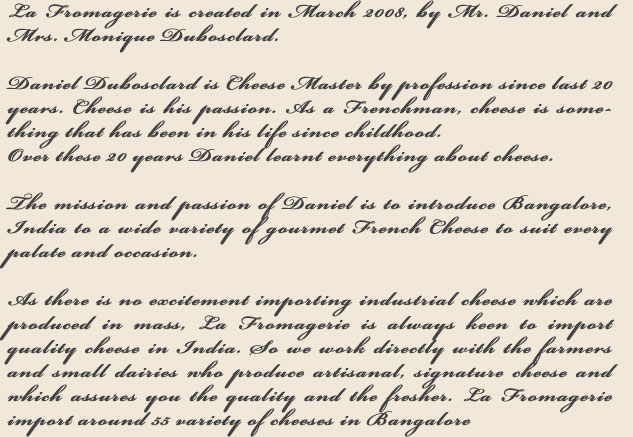 La Fromagerie is created in March 2008, by Mr. Daniel and
Mrs. Monique Dubosclard.
Daniel Dubosclard is Cheese Master by profession since last 20
years. Cheese is his passion. As a Frenchman, cheese is some-
thing that has been in his life since childhood.
Over these 20 years Daniel learnt everything about cheese.
The mission and passion of Daniel is to introduce Bangalore,
India to a wide variety of gourmet French Cheese to suit every
palate and occasion.
As there is no excitement importing industrial cheese which are
produced in mass, La Fromagerie is always keen to import
quality cheese in India. So we work directly with the farmers
and small dairies who produce artisanal, signature cheese and
which assures you the quality and the fresher. La Fromagerie
import around 55 variety of cheeses in Bangalore